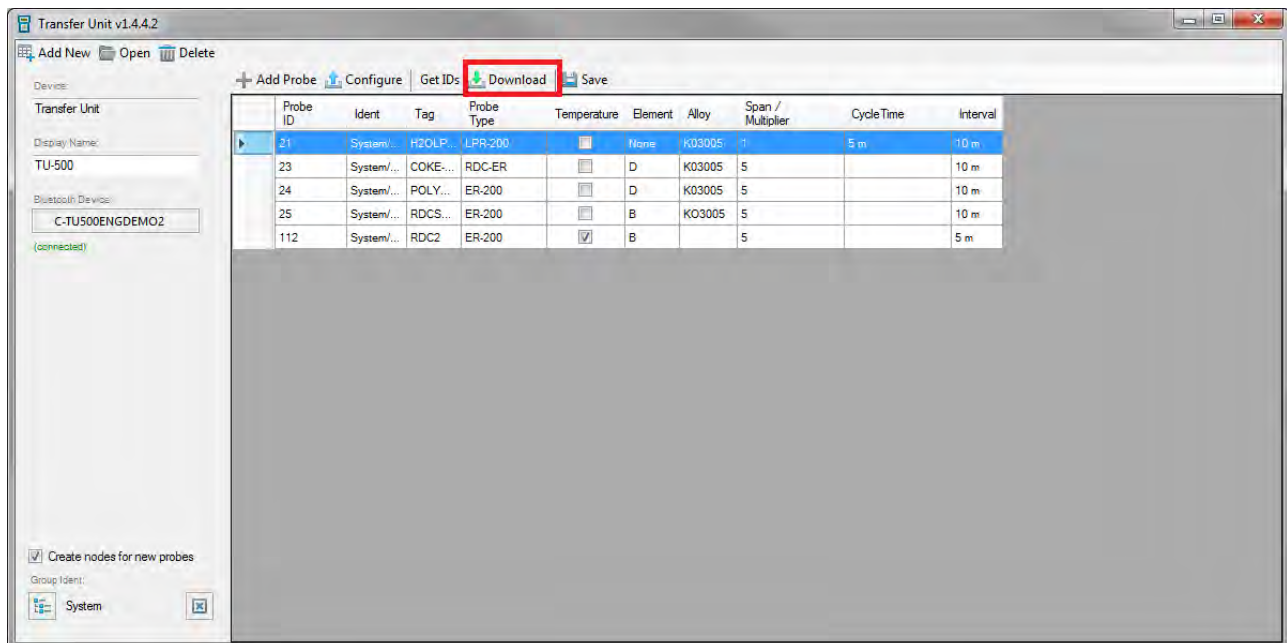 Transfer Unit v1.4.4.2
Add New Open Delete
Add Probe Configure Get IDs Download Save
Device:
Transfer Unit
Display Name:
TU-500
Bluetooth Device:
C-TU500ENGDEMO2
(connected)
Probe ID Ident Tag Probe Type Temperature Element Alloy Span / Multiplier Cycle Time Interval
21 System/... H2OLP... LPR-200 None K03005 1 5 m 10 m
23 System/... COKE-... RDC-ER D K03005 5 10 m
24 System/... POLY... ER-200 D K03005 5 10 m
25 System/... RDCS... ER-200 B KO3005 5 10 m
112 System/... RDC2 ER-200 B 5 5 m
Create nodes for new probes
Group Ident:
System